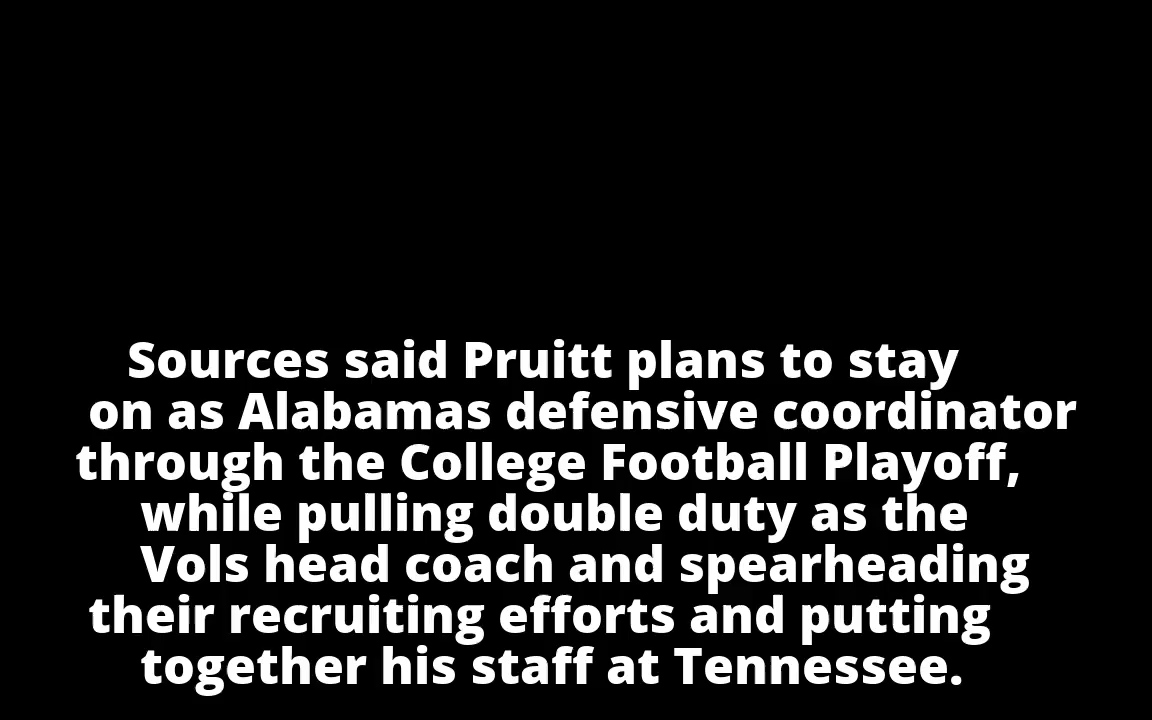 Sources said Pruitt plans to stay
on as Alabamas defensive coordinator
through the College Football Playoff,
while pulling double duty as the
Vols head coach and spearheading
their recruiting efforts and putting
together his staff at Tennessee.